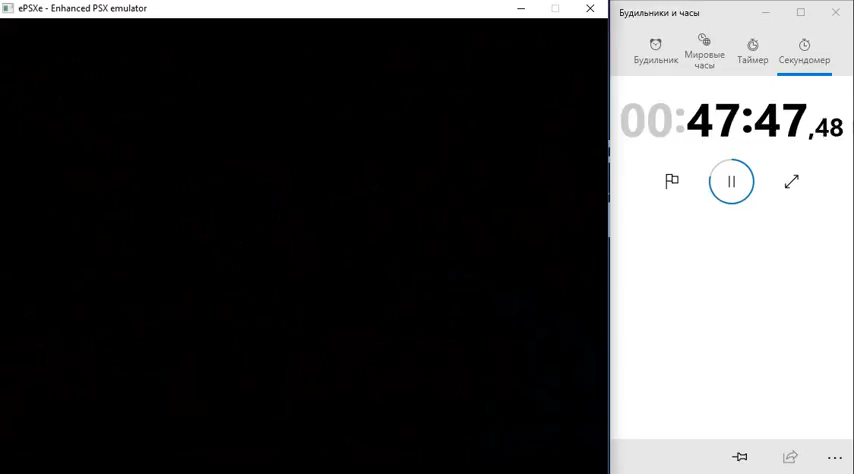 ePSXe - Enhanced PSX emulator
Будильники и часы
Будильник
Мировые
часы
Таймер
Секундомер
00:47:47,48